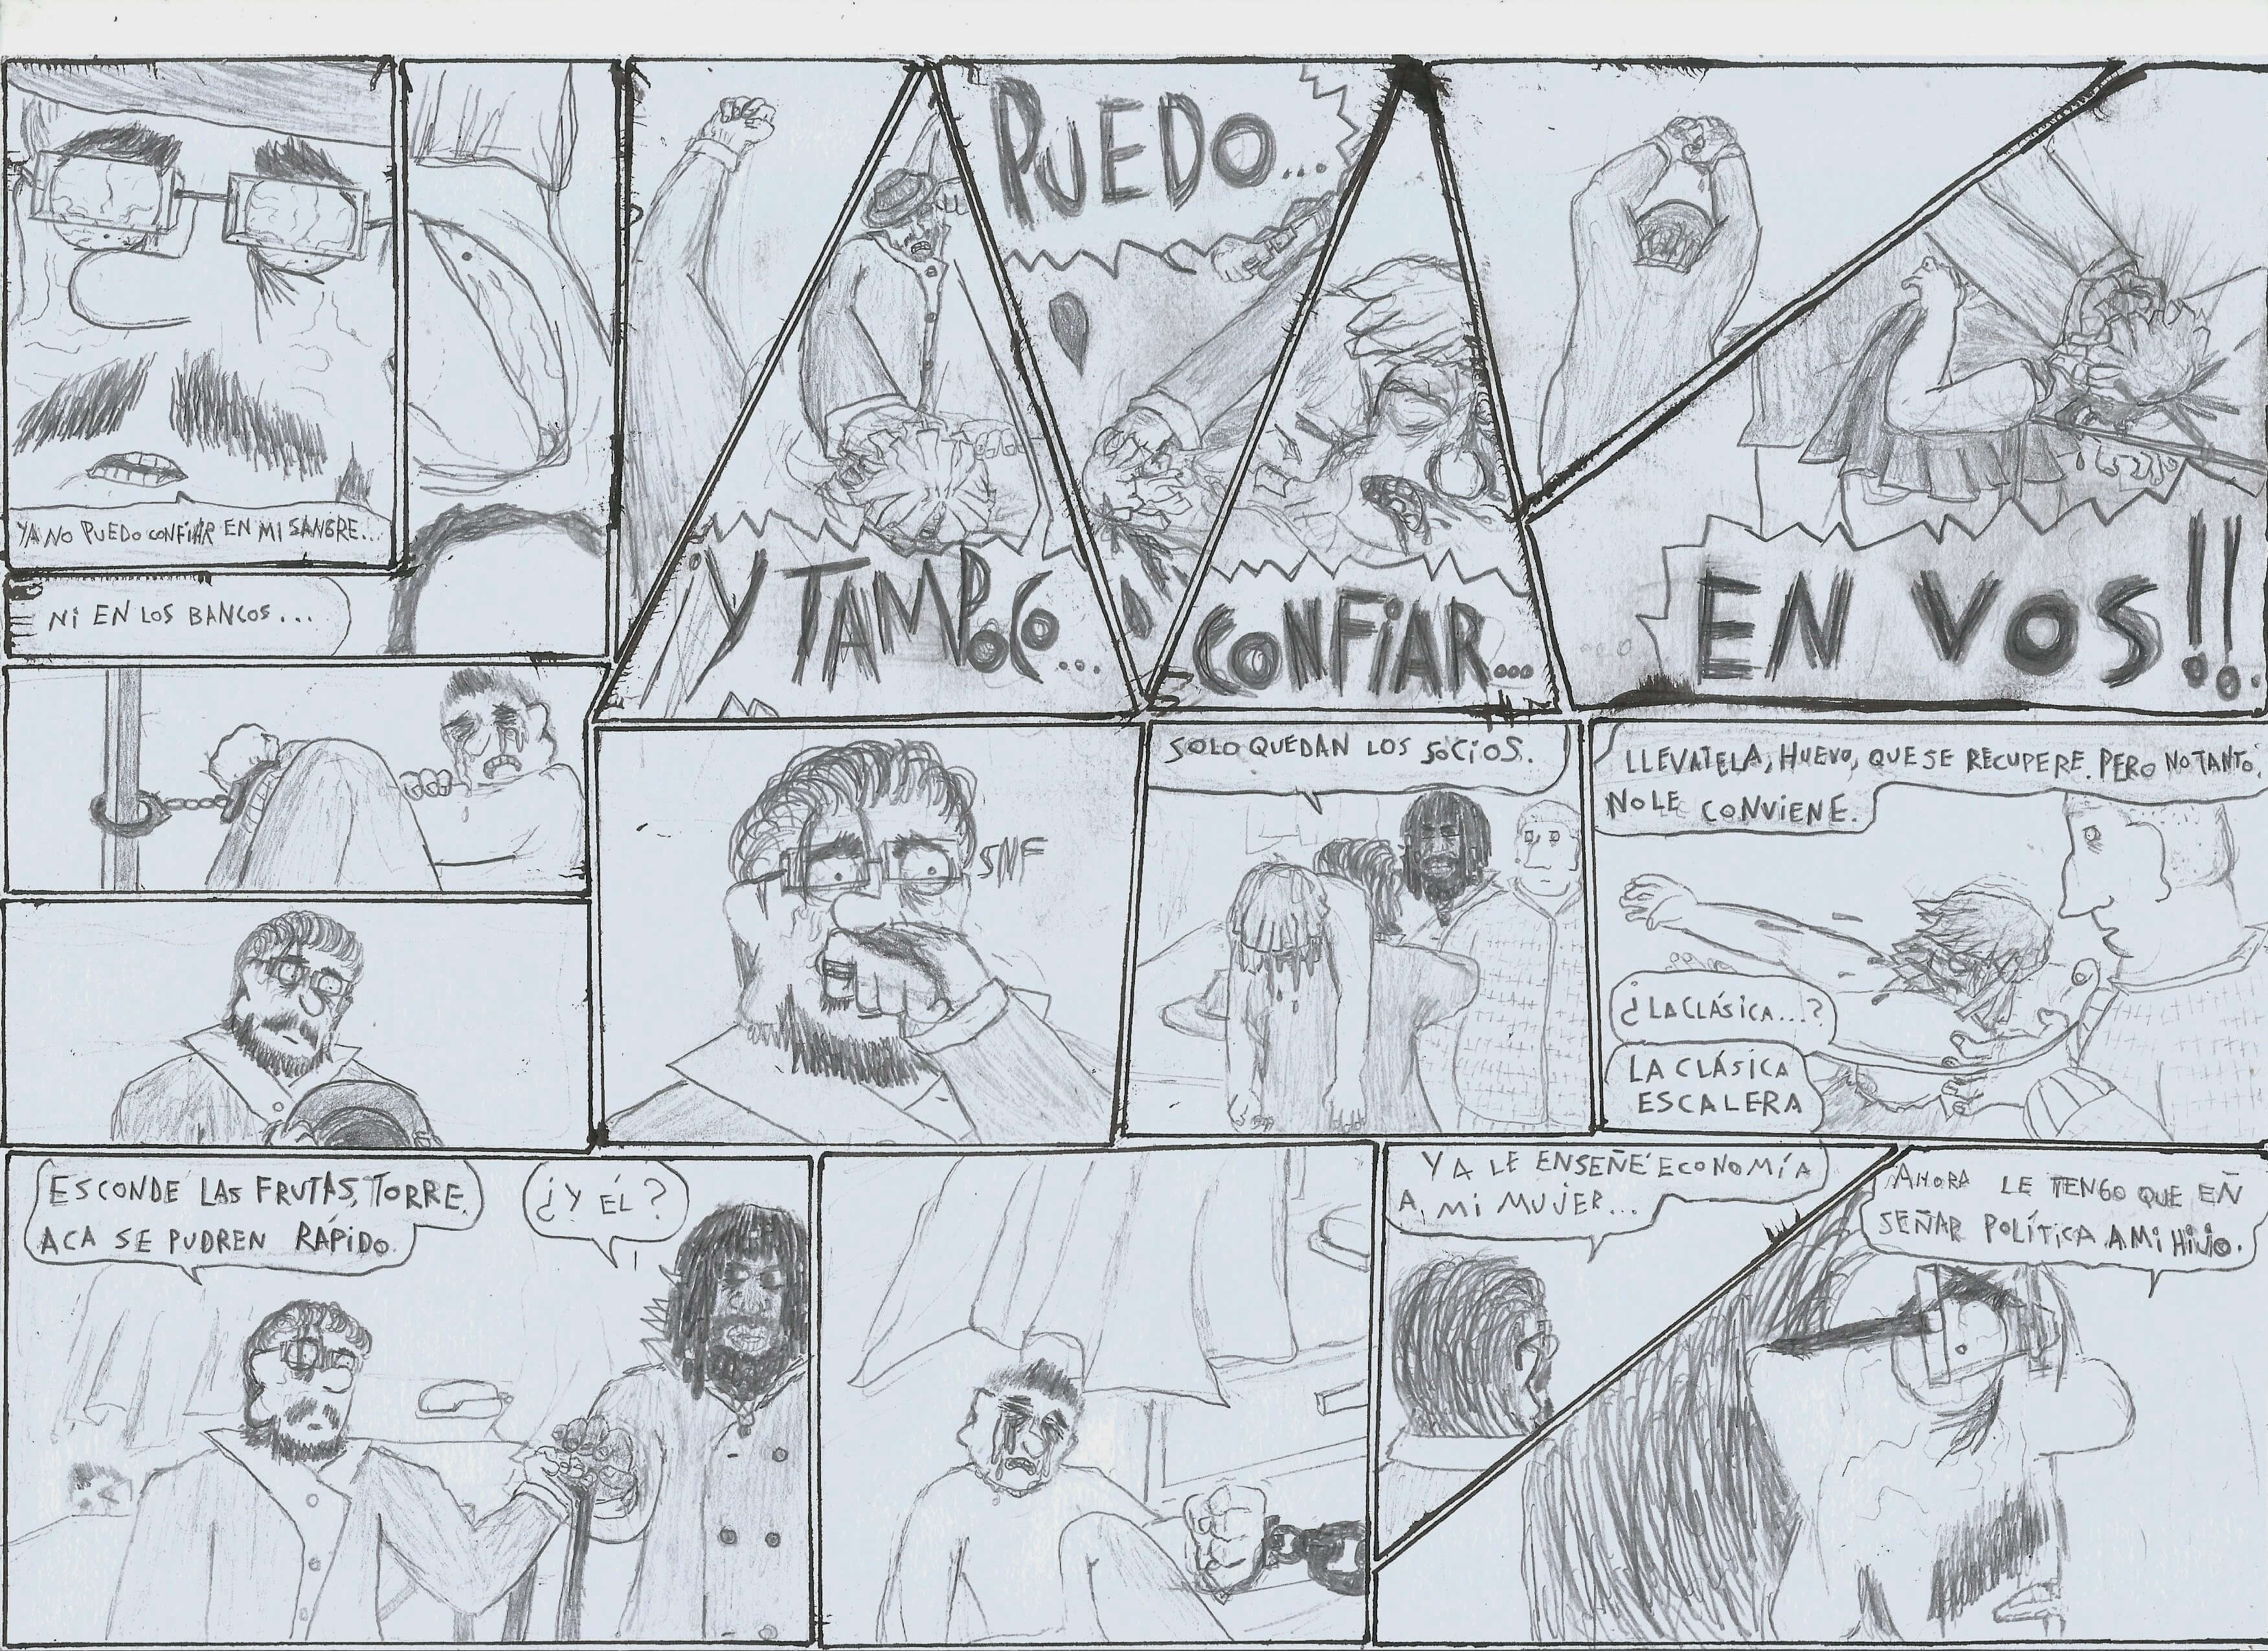 YA NO PUEDO CONFIAR EN MI SANGRE...
NI EN LOS BANCOS...
Y TAMPOCO...
PUEDO...
CONFIAR...
EN VOS!!
SNF
SOLO QUEDAN LOS SOCIOS.
LLEVATELA, HUEVO, QUE SE RECUPERE. PERO NO TANTO,
NO LE CONVIENE.
¿LA CLÁSICA...?
LA CLÁSICA
ESCALERA
ESCONDE LAS FRUTAS, TORRE.
ACA SE PUDREN RÁPIDO.
¿Y ÉL?
YA LE ENSEÑE ECONOMÍA
A MI MUJER...
AHORA LE TENGO QUE EÑ
SEÑAR POLÍTICA A MI HIJO.